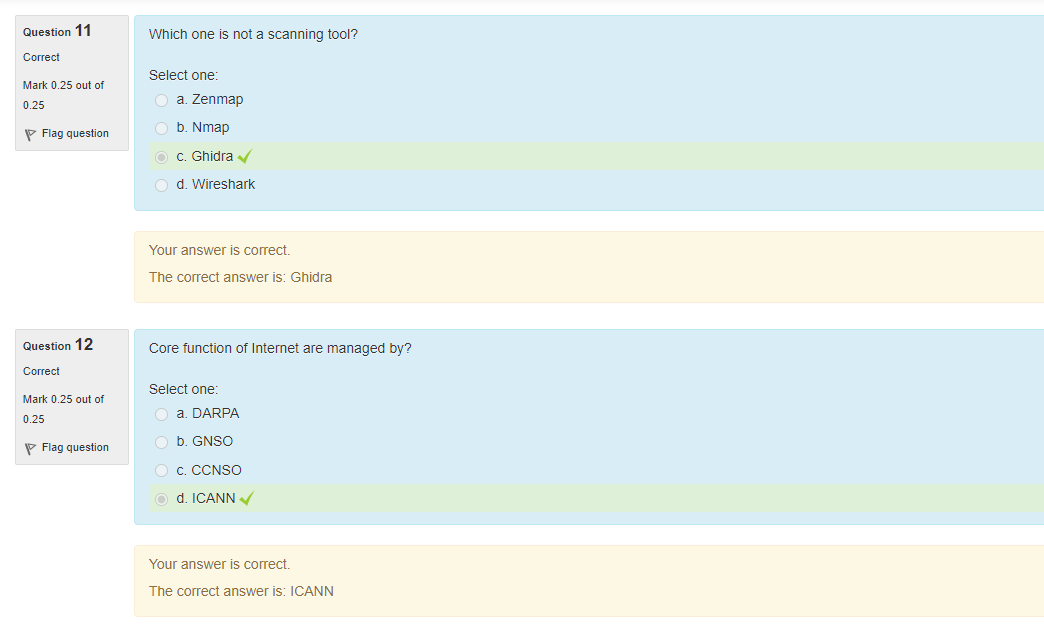 Question 11
Correct
Mark 0.25 out of
0.25
Flag question
Which one is not a scanning tool?
Select one:
a. Zenmap
b. Nmap
c. Ghidra
d. Wireshark
Your answer is correct.
The correct answer is: Ghidra
Question 12
Correct
Mark 0.25 out of
0.25
Flag question
Core function of Internet are managed by?
Select one:
a. DARPA
b. GNSO
c. CCNSO
d. ICANN
Your answer is correct.
The correct answer is: ICANN